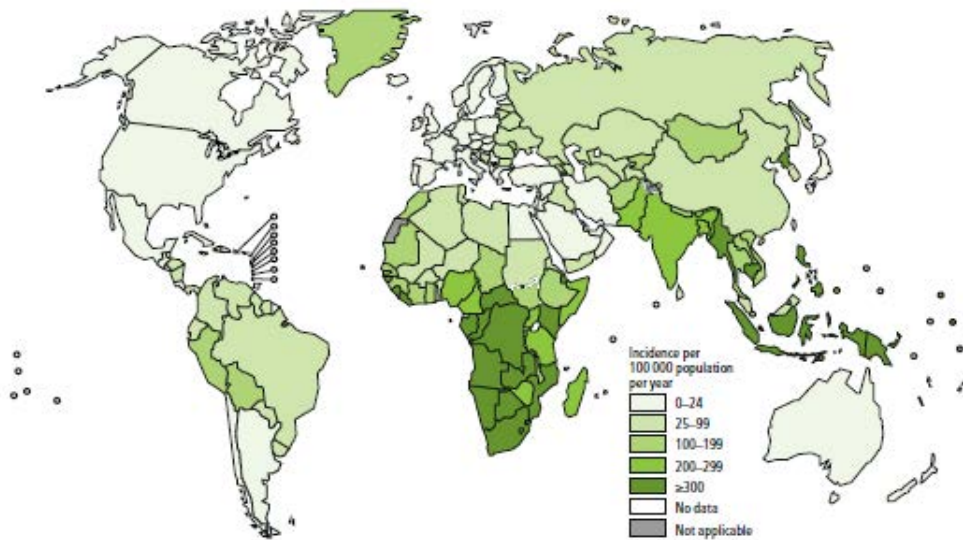 Incidence per
100 000 population
per year
0–24
25–99
100–199
200–299
≥300
No data
Not applicable